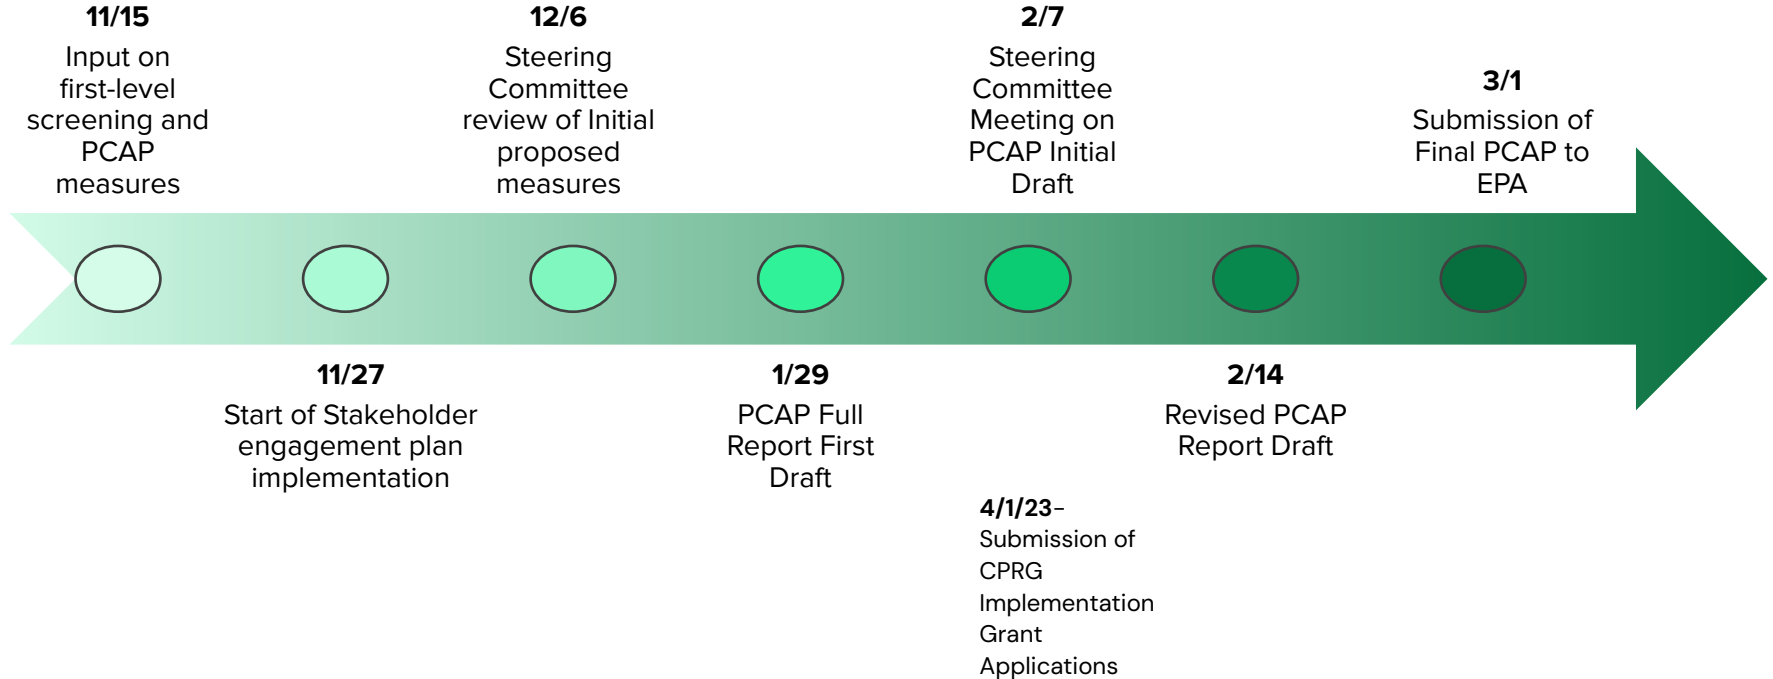 11/15
Input on
first-level
screening and
PCAP
measures
12/6
Steering
Committee
review of Initial
proposed
measures
2/7
Steering
Committee
Meeting on
PCAP Initial
Draft
3/1
Submission of
Final PCAP to
EPA
11/27
Start of Stakeholder
engagement plan
implementation
1/29
PCAP Full
Report First
Draft
2/14
Revised PCAP
Report Draft
4/1/23-
Submission of
CPRG
Implementation
Grant
Applications